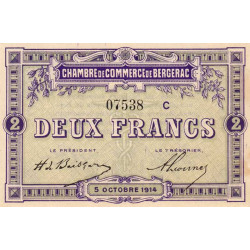 CHAMBRE DE COMMERCE DE BERGERAC
07538 C
2 DEUX FRANCS 2
LE PRÉSIDENT, LE TRÉSORIER,
5 OCTOBRE 1914